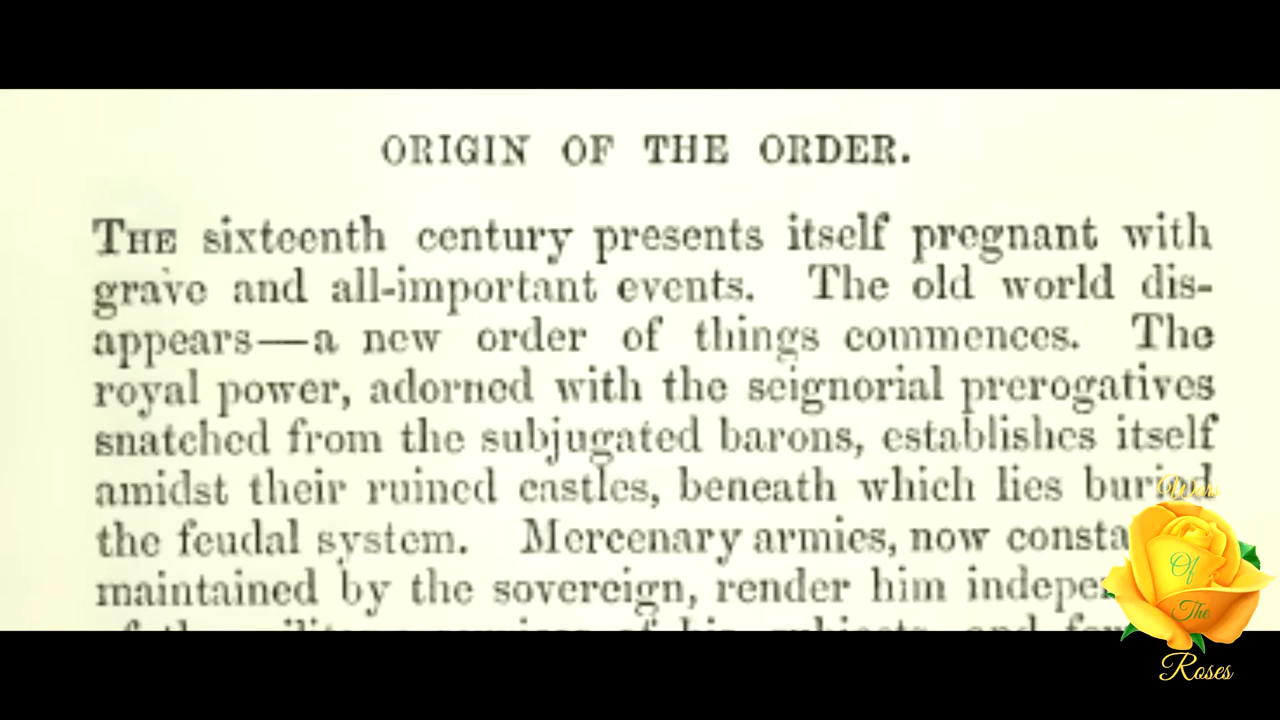 ORIGIN OF THE ORDER.
THE sixteenth century presents itself pregnant with
grave and all-important events. The old world dis-
appears—a new order of things commences. The
royal power, adorned with the seignorial prerogatives
snatched from the subjugated barons, establishes itself
amidst their ruined castles, beneath which lies buried
the feudal system. Mercenary armies, now
maintained by the sovereign, render him
Wars
Of
The
Roses